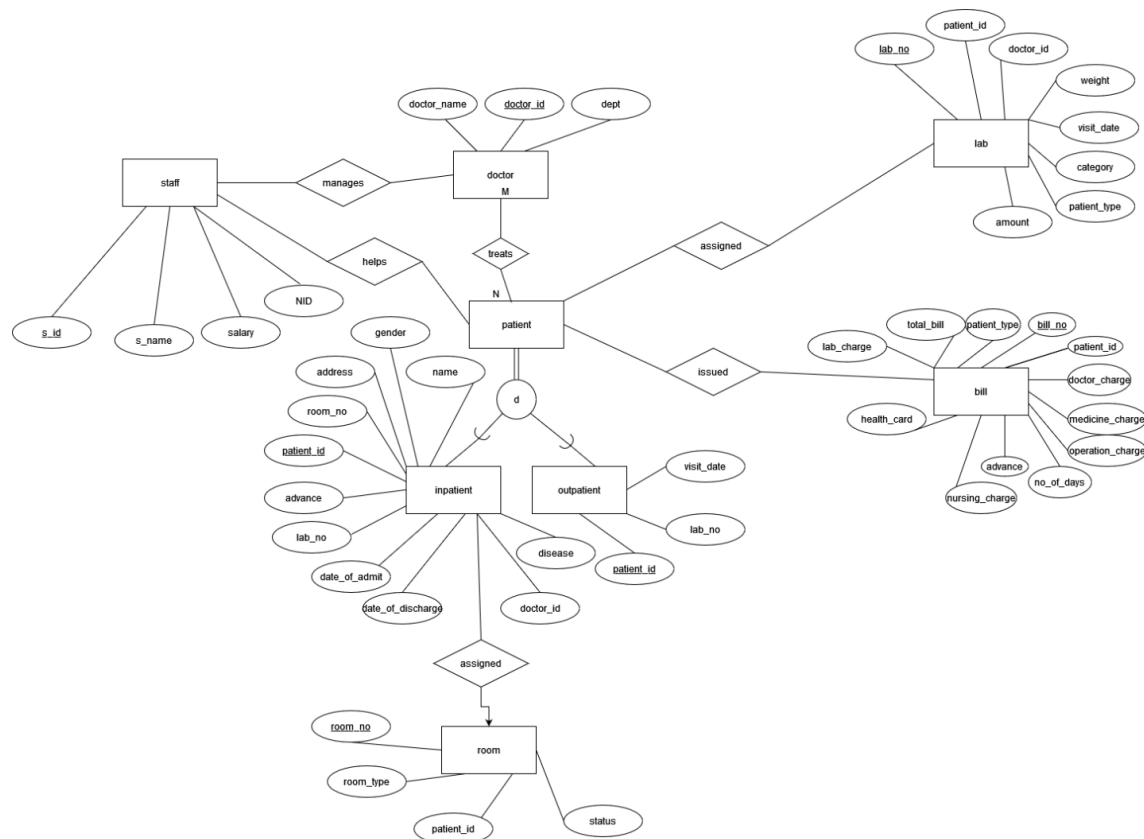 patient_id
lab_no
doctor_id
weight
doctor_name
doctor_id
dept
visit_date
lab
category
staff
manages
doctor
M
patient_type
amount
assigned
treats
helps
NID
N
s_id
s_name
salary
patient
gender
total_bill
patient_type
bill_no
lab_charge
patient_id
address
name
issued
doctor_charge
bill
d
room_no
health_card
medicine_charge
patient_id
operation_charge
visit_date
advance
no_of_days
inpatient
outpatient
advance
nursing_charge
lab_no
lab_no
disease
date_of_admit
patient_id
date_of_discharge
doctor_id
assigned
room_no
room
room_type
status
patient_id